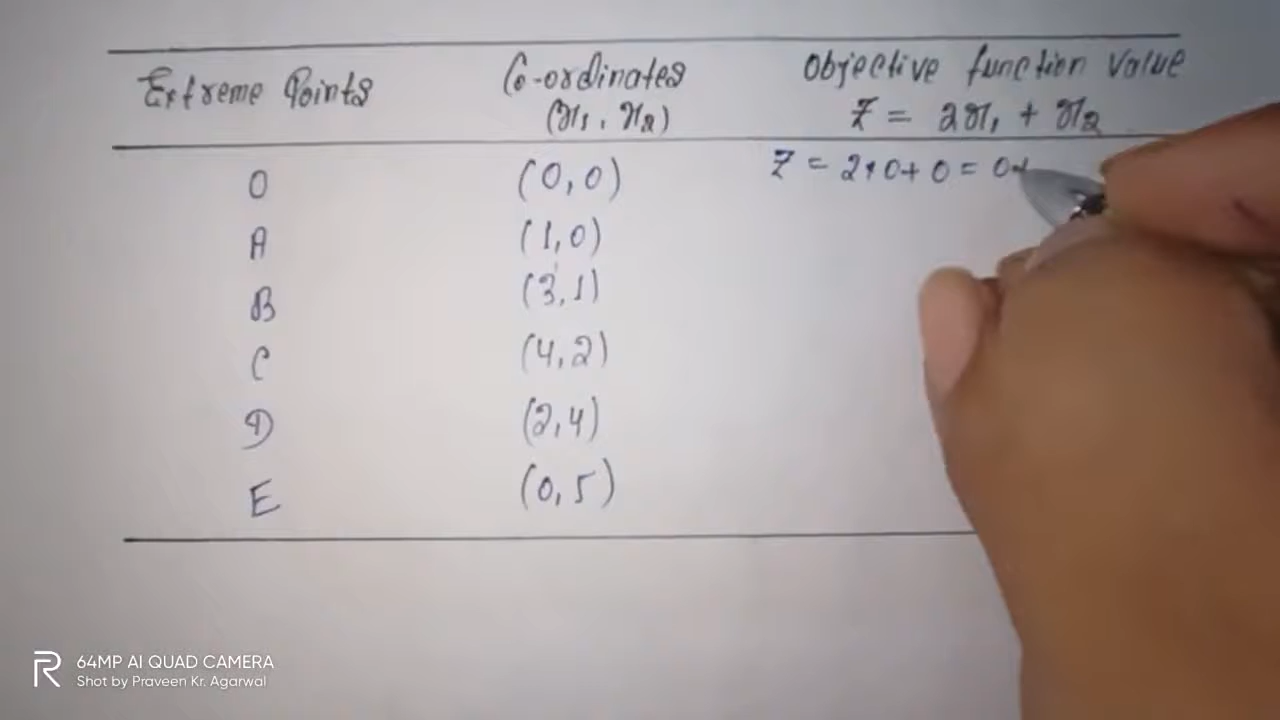 Extreme Points Co-ordinates Objective function value
(x₁, x₂) Z = 2x₁ + x₂
O (0,0) Z = 2×0+0 = 0
A (1,0)
B (3,1)
C (4,2)
D (2,4)
E (0,5)
R 64MP AI QUAD CAMERA
Shot by Praveen Kr. Agarwal